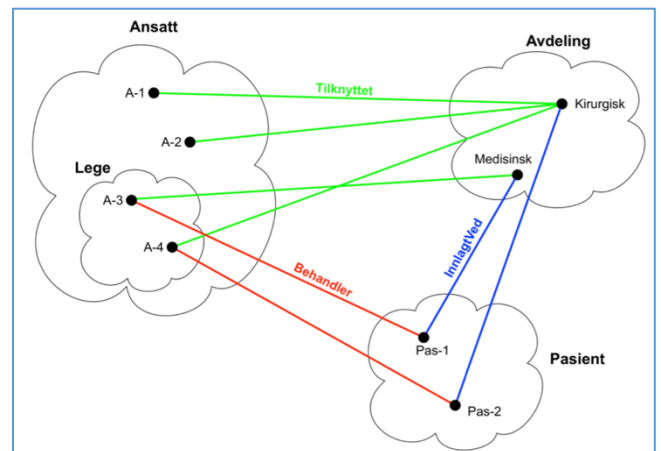 Ansatt
Avdeling
A-1
Tilknyttet
Kirurgisk
A-2
Medisinsk
Lege
A-3
A-4
Behandler
InnlagtVed
Pas-1
Pasient
Pas-2